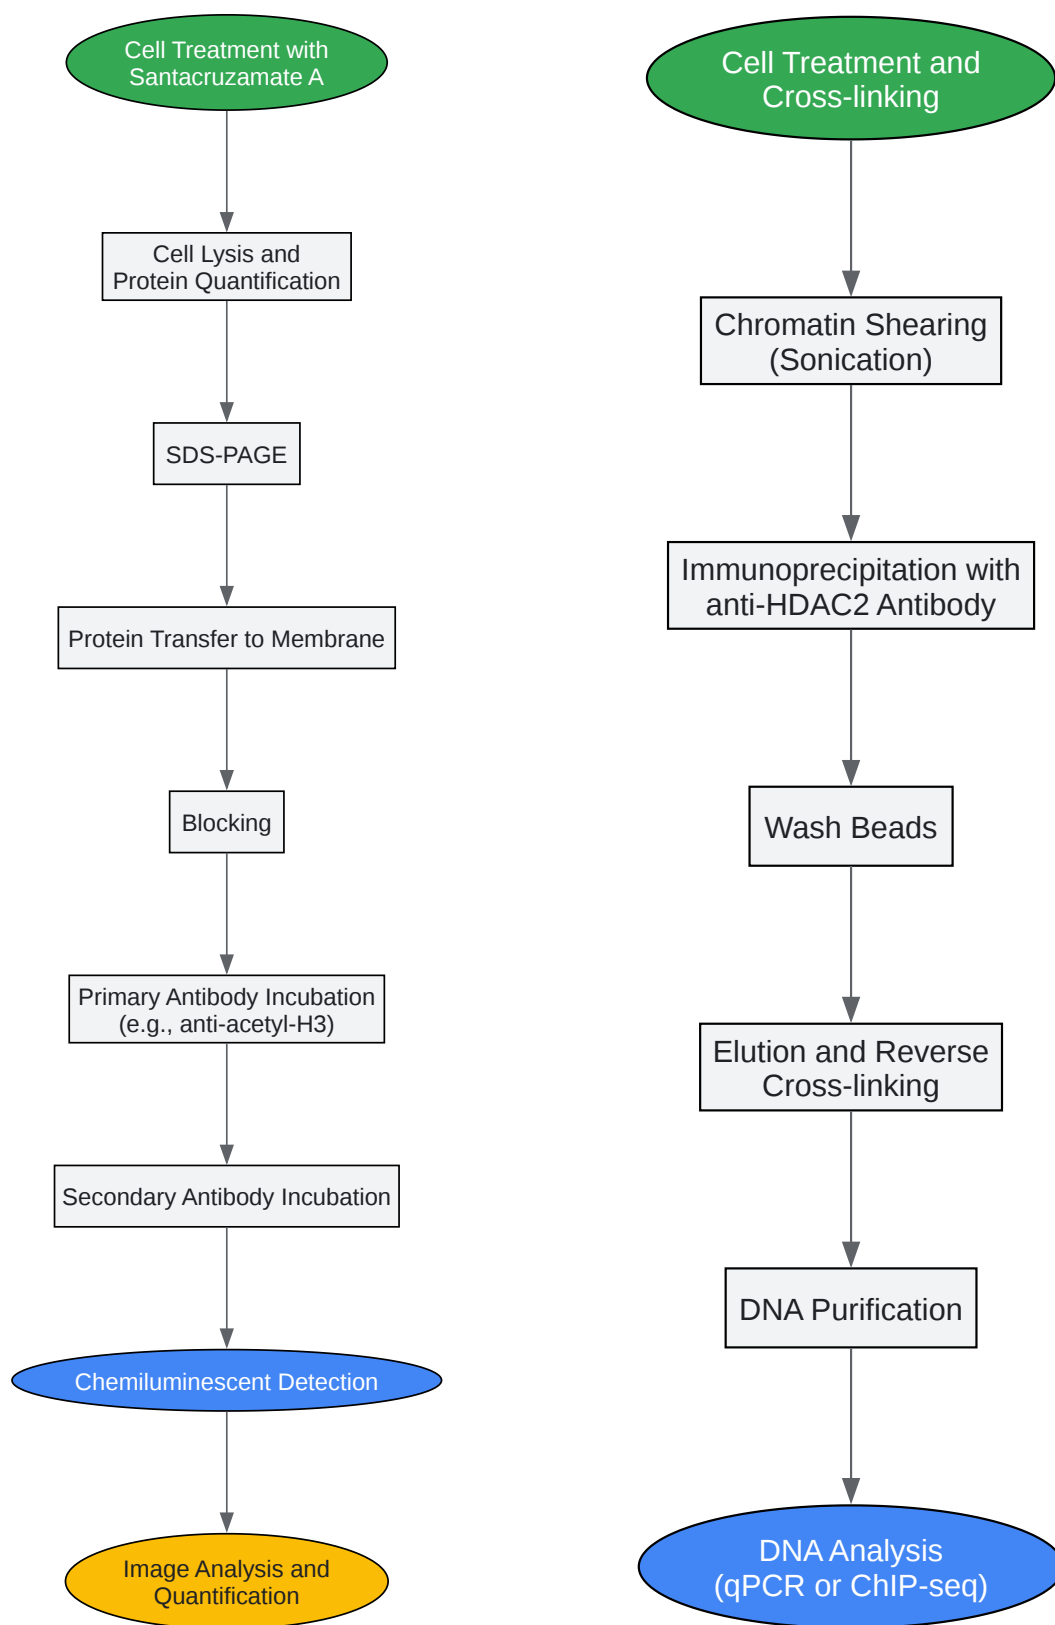 Cell Treatment with
Santacruzamate A
Cell Lysis and
Protein Quantification
SDS-PAGE
Protein Transfer to Membrane
Blocking
Primary Antibody Incubation
(e.g., anti-acetyl-H3)
Secondary Antibody Incubation
Chemiluminescent Detection
Image Analysis and
Quantification
Cell Treatment and
Cross-linking
Chromatin Shearing
(Sonication)
Immunoprecipitation with
anti-HDAC2 Antibody
Wash Beads
Elution and Reverse
Cross-linking
DNA Purification
DNA Analysis
(qPCR or ChIP-seq)